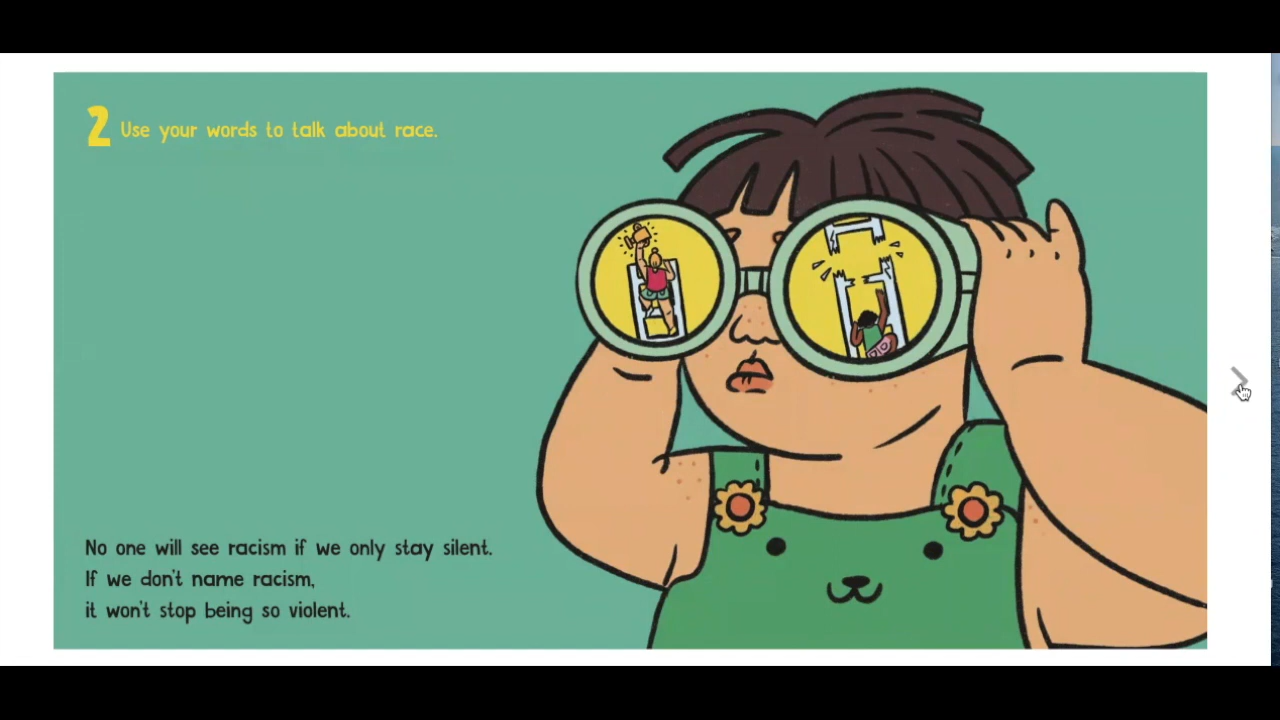 2 Use your words to talk about race.
No one will see racism if we only stay silent.
If we don't name racism,
it won't stop being so violent.